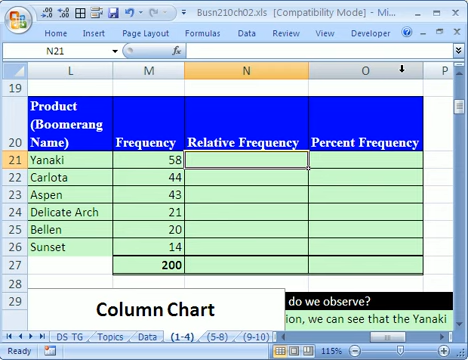 Busn210ch02.xls [Compatibility Mode] - Mi...
Home Insert Page Layout Formulas Data Review View Developer
N21 fx
L M N O P
19
20 Product (Boomerang Name) Frequency Relative Frequency Percent Frequency
21 Yanaki 58
22 Carlota 44
23 Aspen 43
24 Delicate Arch 21
25 Bellen 20
26 Sunset 14
27 200
28
29 do we observe?
Column Chart
ion, we can see that the Yanaki
DS TG Topics Data (1-4) (5-8) (9-10)
Ready 115%